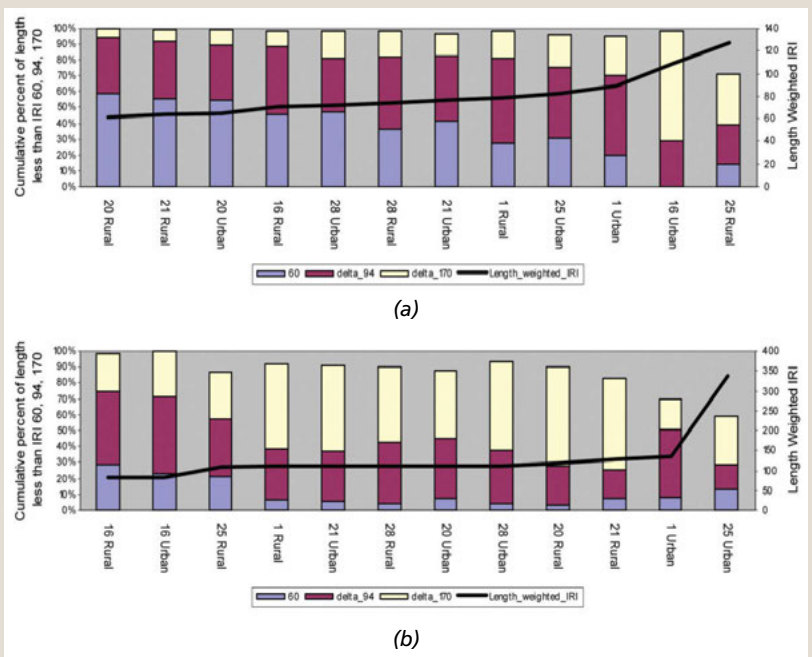 Cumulative percent of length
less than IRI 60, 94, 170
100%
90%
80%
70%
60%
50%
40%
30%
20%
10%
0%
140
120
100
80
60
40
20
0
Length Weighted IRI
20 Rural
21 Rural
20 Urban
16 Rural
28 Urban
28 Rural
21 Urban
1 Rural
25 Urban
1 Urban
16 Urban
25 Rural
60 delta_94 delta_170 Length_weighted_IRI
(a)
Cumulative percent of length
less than IRI 60, 94, 170
100%
90%
80%
70%
60%
50%
40%
30%
20%
10%
0%
400
350
300
250
200
150
100
50
0
Length Weighted IRI
16 Rural
16 Urban
25 Rural
1 Rural
21 Urban
28 Rural
20 Urban
28 Urban
20 Rural
21 Rural
1 Urban
25 Urban
60 delta_94 delta_170 Length_weighted_IRI
(b)